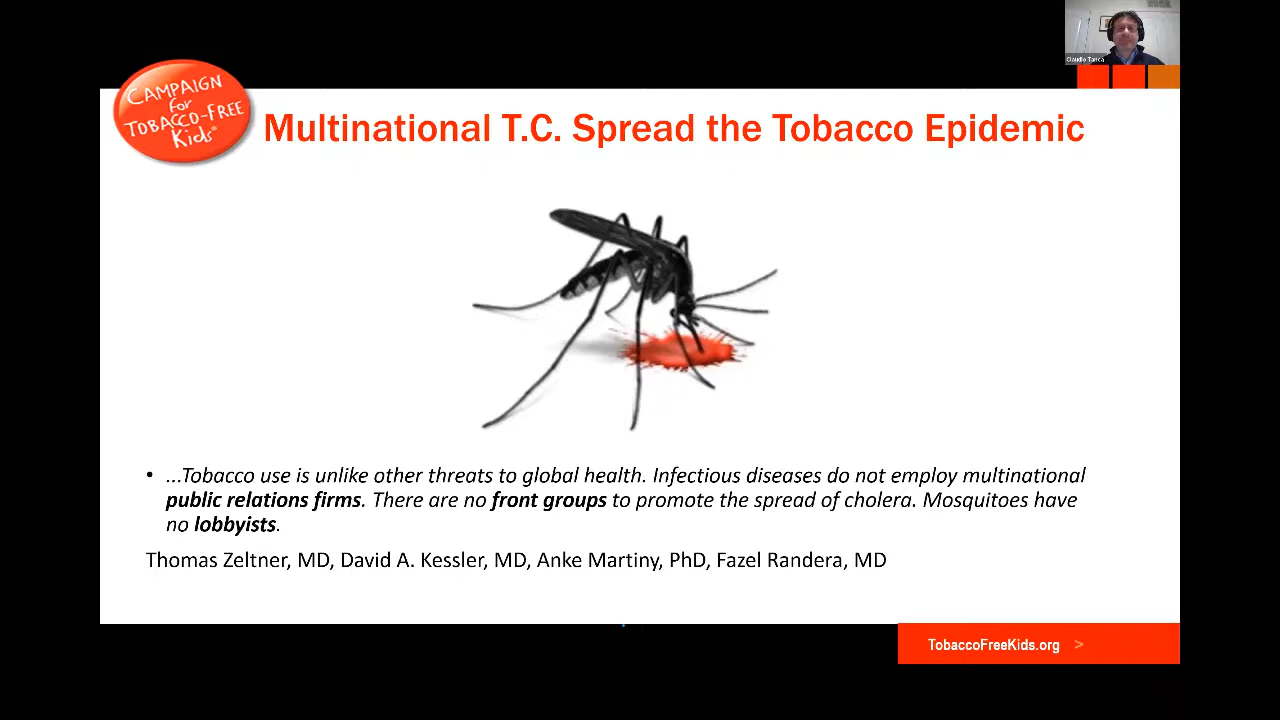 Claudio Tanca
CAMPAIGN
for
TOBACCO-FREE
Kids®
Multinational T.C. Spread the Tobacco Epidemic
• ...Tobacco use is unlike other threats to global health. Infectious diseases do not employ multinational
public relations firms. There are no front groups to promote the spread of cholera. Mosquitoes have
no lobbyists.
Thomas Zeltner, MD, David A. Kessler, MD, Anke Martiny, PhD, Fazel Randera, MD
TobaccoFreeKids.org >